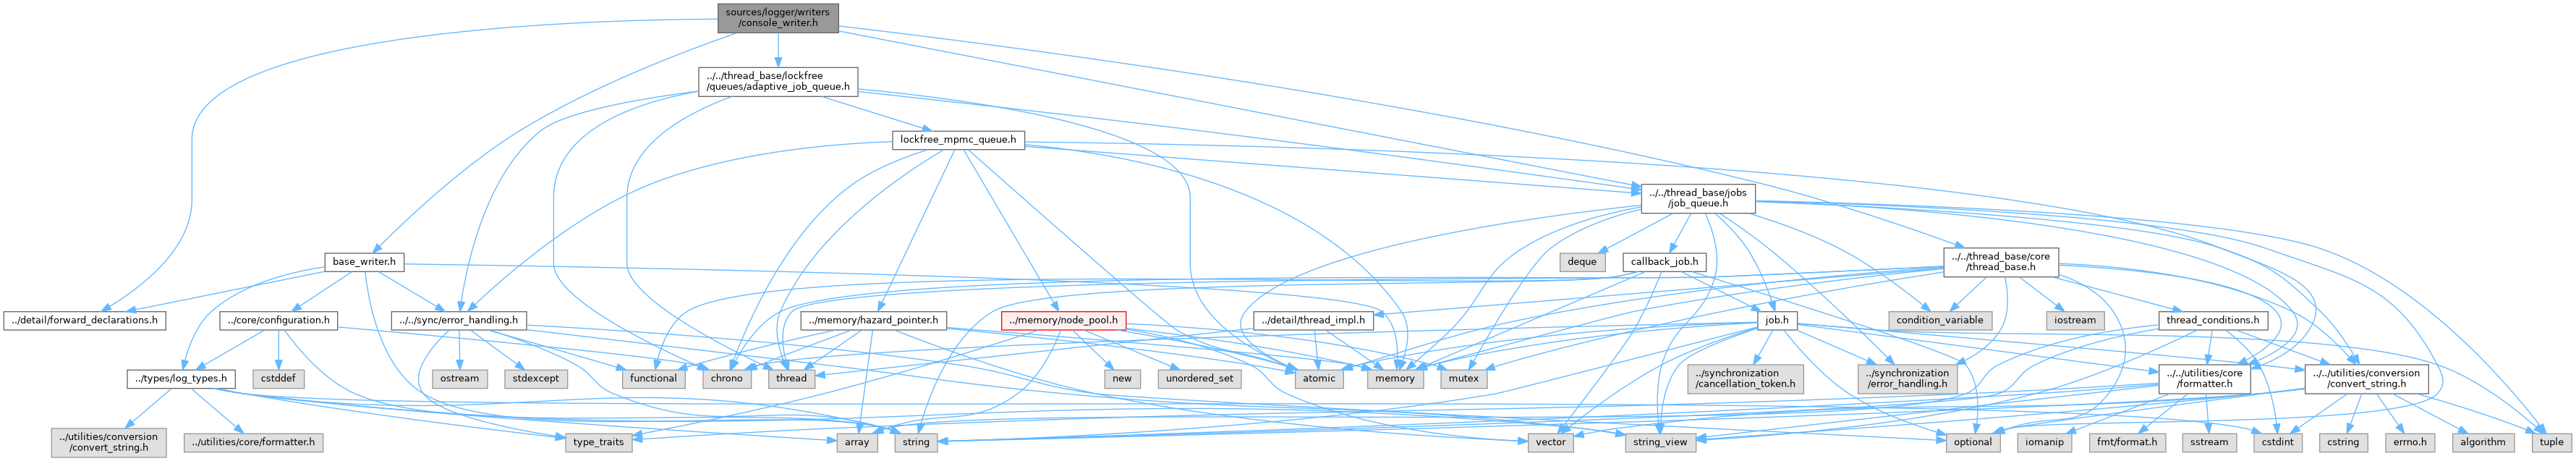 sources/logger/writers
/console_writer.h
../../thread_base/lockfree
/queues/adaptive_job_queue.h
lockfree_mpmc_queue.h
../../thread_base/jobs
/job_queue.h
base_writer.h
deque
callback_job.h
../../thread_base/core
/thread_base.h
../detail/forward_declarations.h
../core/configuration.h
../../sync/error_handling.h
../memory/hazard_pointer.h
../memory/node_pool.h
../detail/thread_impl.h
job.h
condition_variable
iostream
thread_conditions.h
../types/log_types.h
cstddef
ostream
stdexcept
functional
chrono
thread
new
unordered_set
atomic
memory
mutex
../synchronization
/cancellation_token.h
../synchronization
/error_handling.h
../../utilities/core
/formatter.h
../../utilities/conversion
/convert_string.h
../utilities/conversion
/convert_string.h
../utilities/core/formatter.h
type_traits
array
string
vector
string_view
optional
iomanip
fmt/format.h
sstream
cstdint
cstring
errno.h
algorithm
tuple